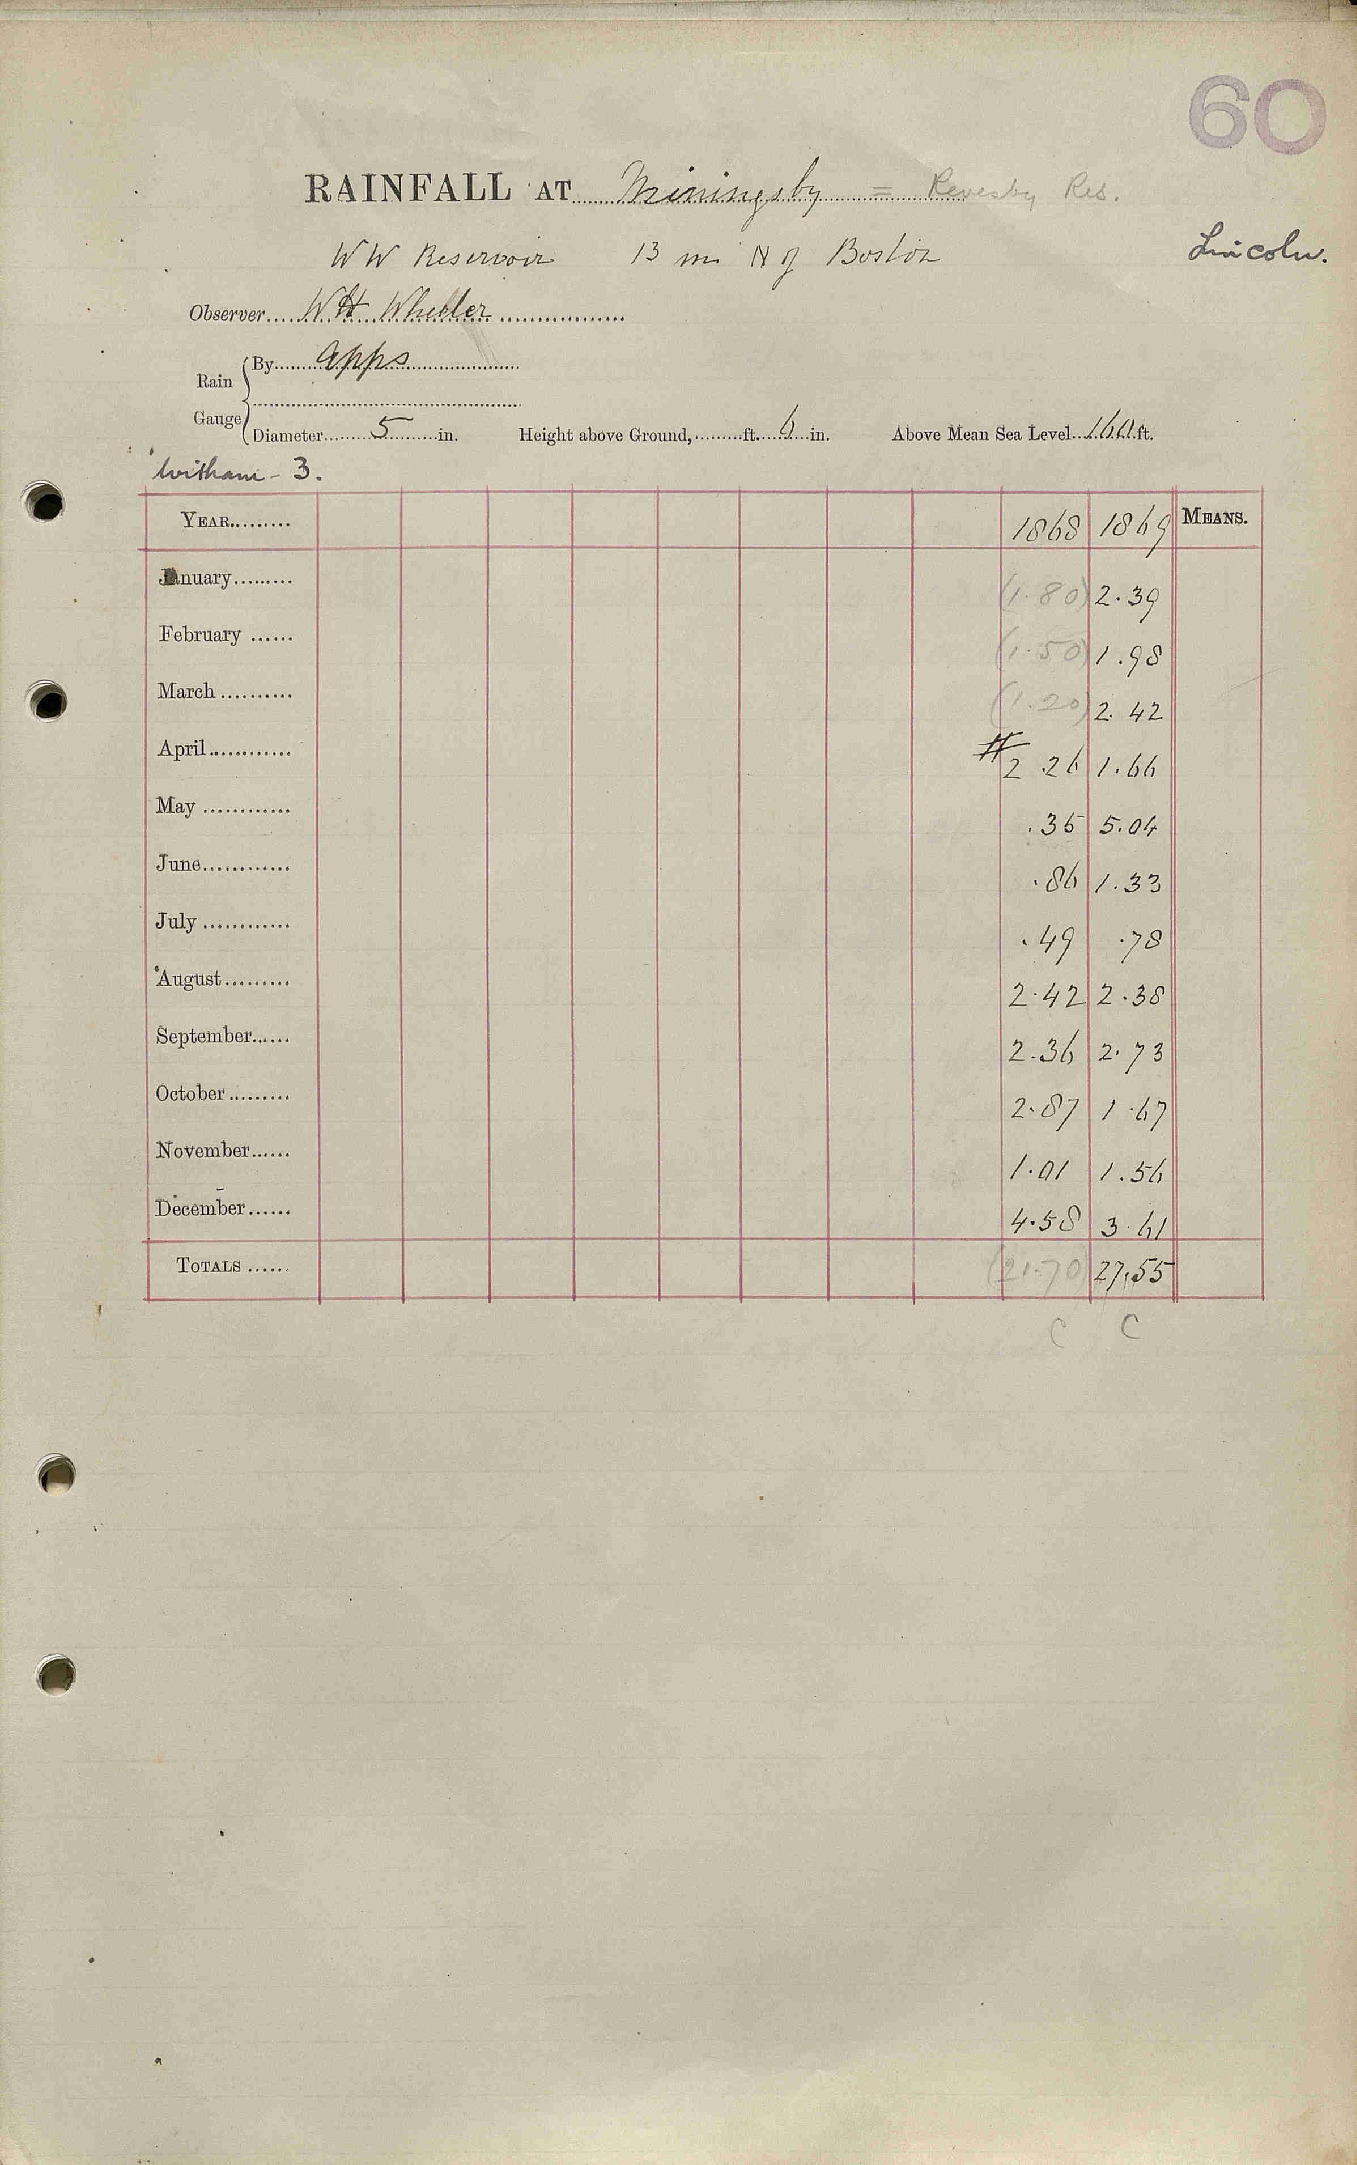 60
RAINFALL AT Miningsby = Revesby Res.
WW Reservoir 13 mi N of Boston Lincoln.
Observer W H Wheeler
Rain Gauge
By Apps
Diameter 5 in. Height above Ground, ft. 6 in. Above Mean Sea Level 160 ft.
Witham - 3.
YEAR 1868 1869 MEANS.
January (1.80) 2.39
February (1.50) 1.98
March (1.20) 2.42
April # 2.26 1.66
May .35 5.04
June .86 1.33
July .49 .78
August 2.42 2.38
September 2.36 2.73
October 2.87 1.67
November 1.01 1.56
December 4.58 3.61
TOTALS (21.70) 27.55
C C